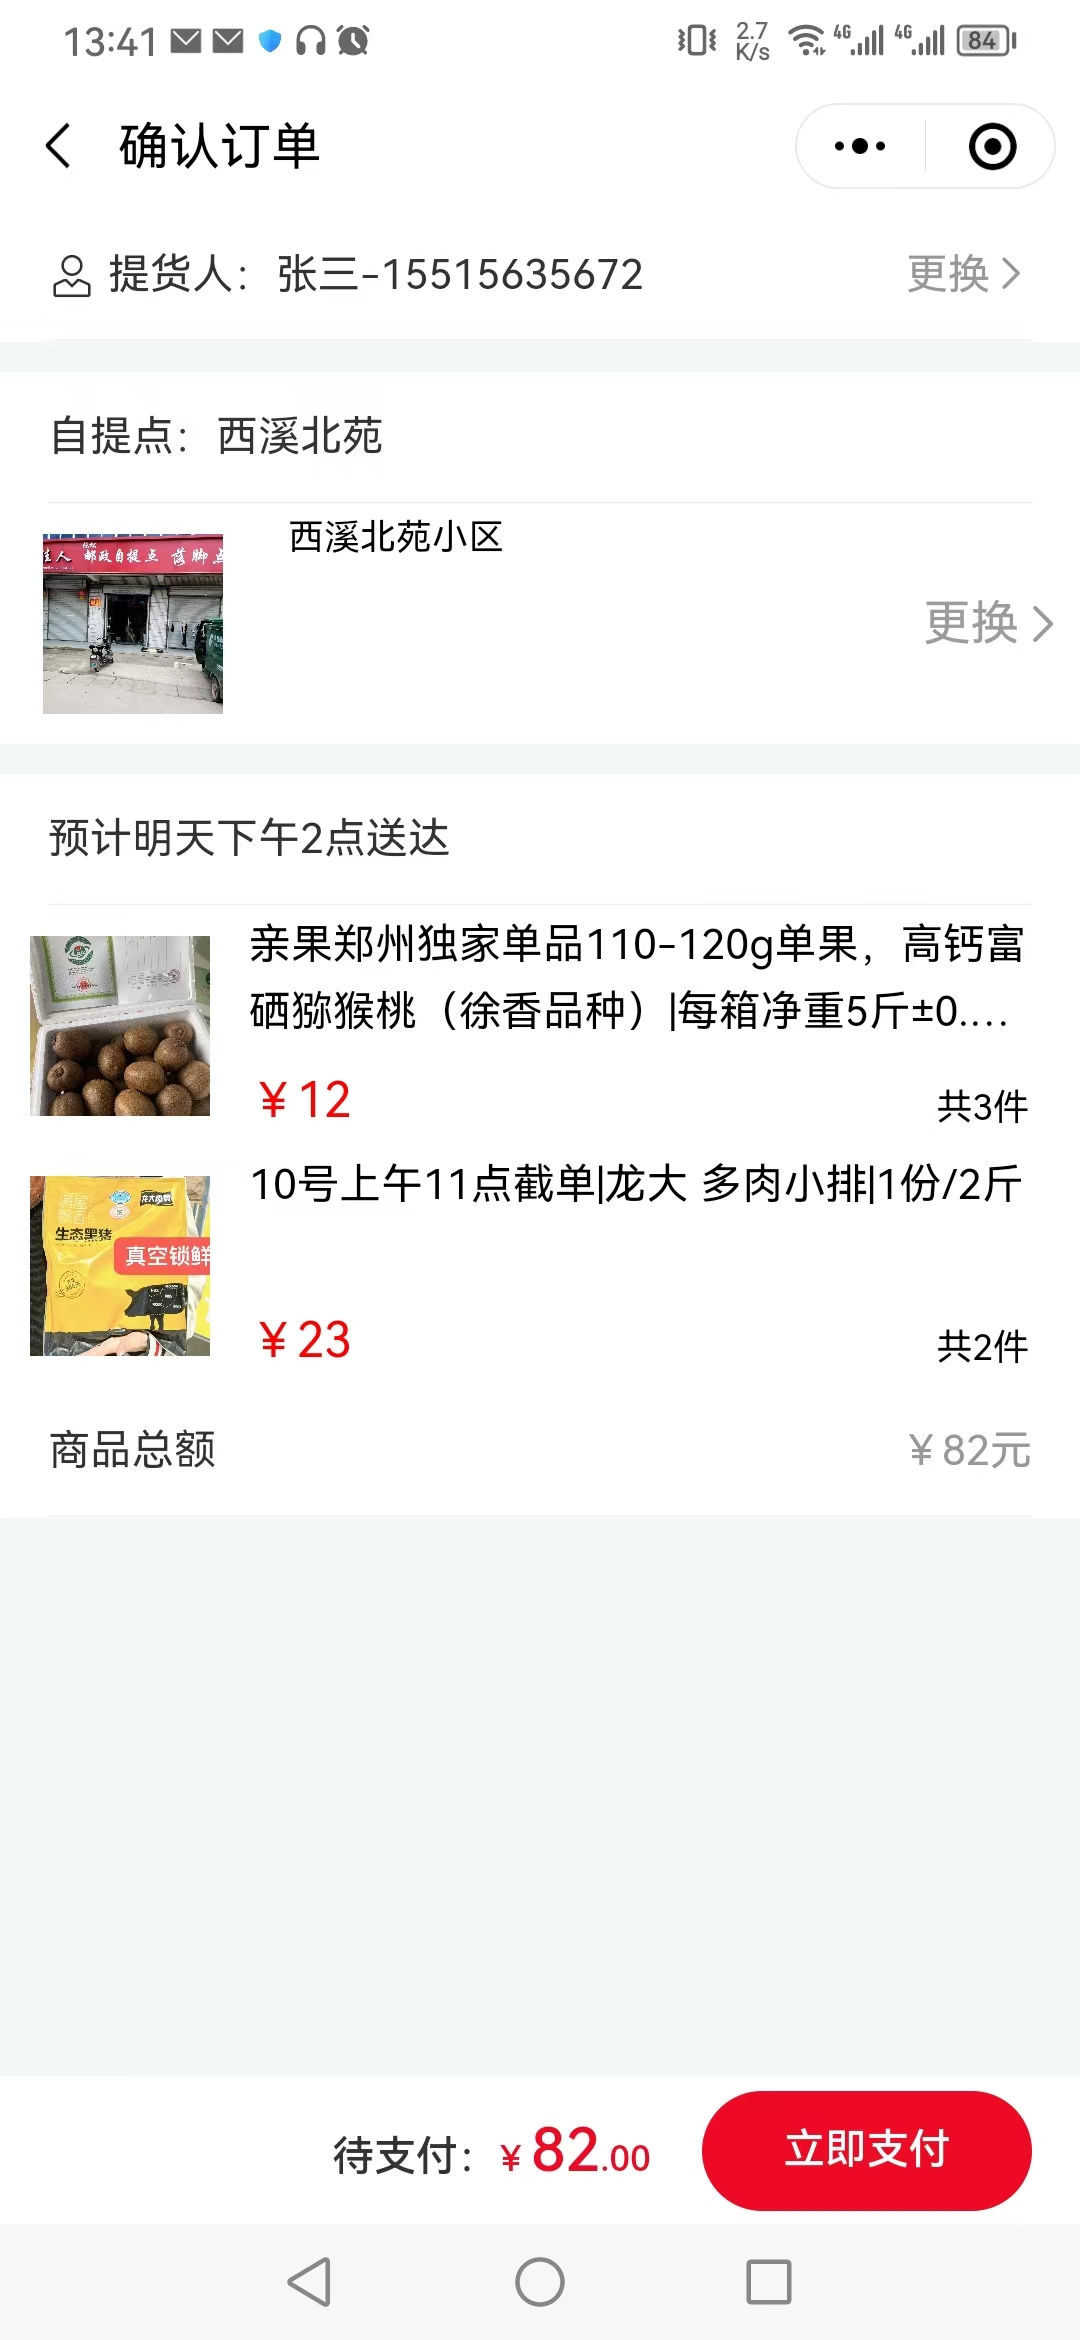 13:41
2.7
K/s
4G
4G
84
确认订单
提货人：张三-15515635672
更换
自提点：西溪北苑
西溪北苑小区
佳人 邮政自提点 落脚点
更换
预计明天下午2点送达
亲果郑州独家单品110-120g单果，高钙富
硒猕猴桃（徐香品种）|每箱净重5斤±0....
￥12
共3件
10号上午11点截单|龙大 多肉小排|1份/2斤
生态黑猪
真空锁鲜
￥23
共2件
商品总额
￥82元
待支付：￥82.00
立即支付